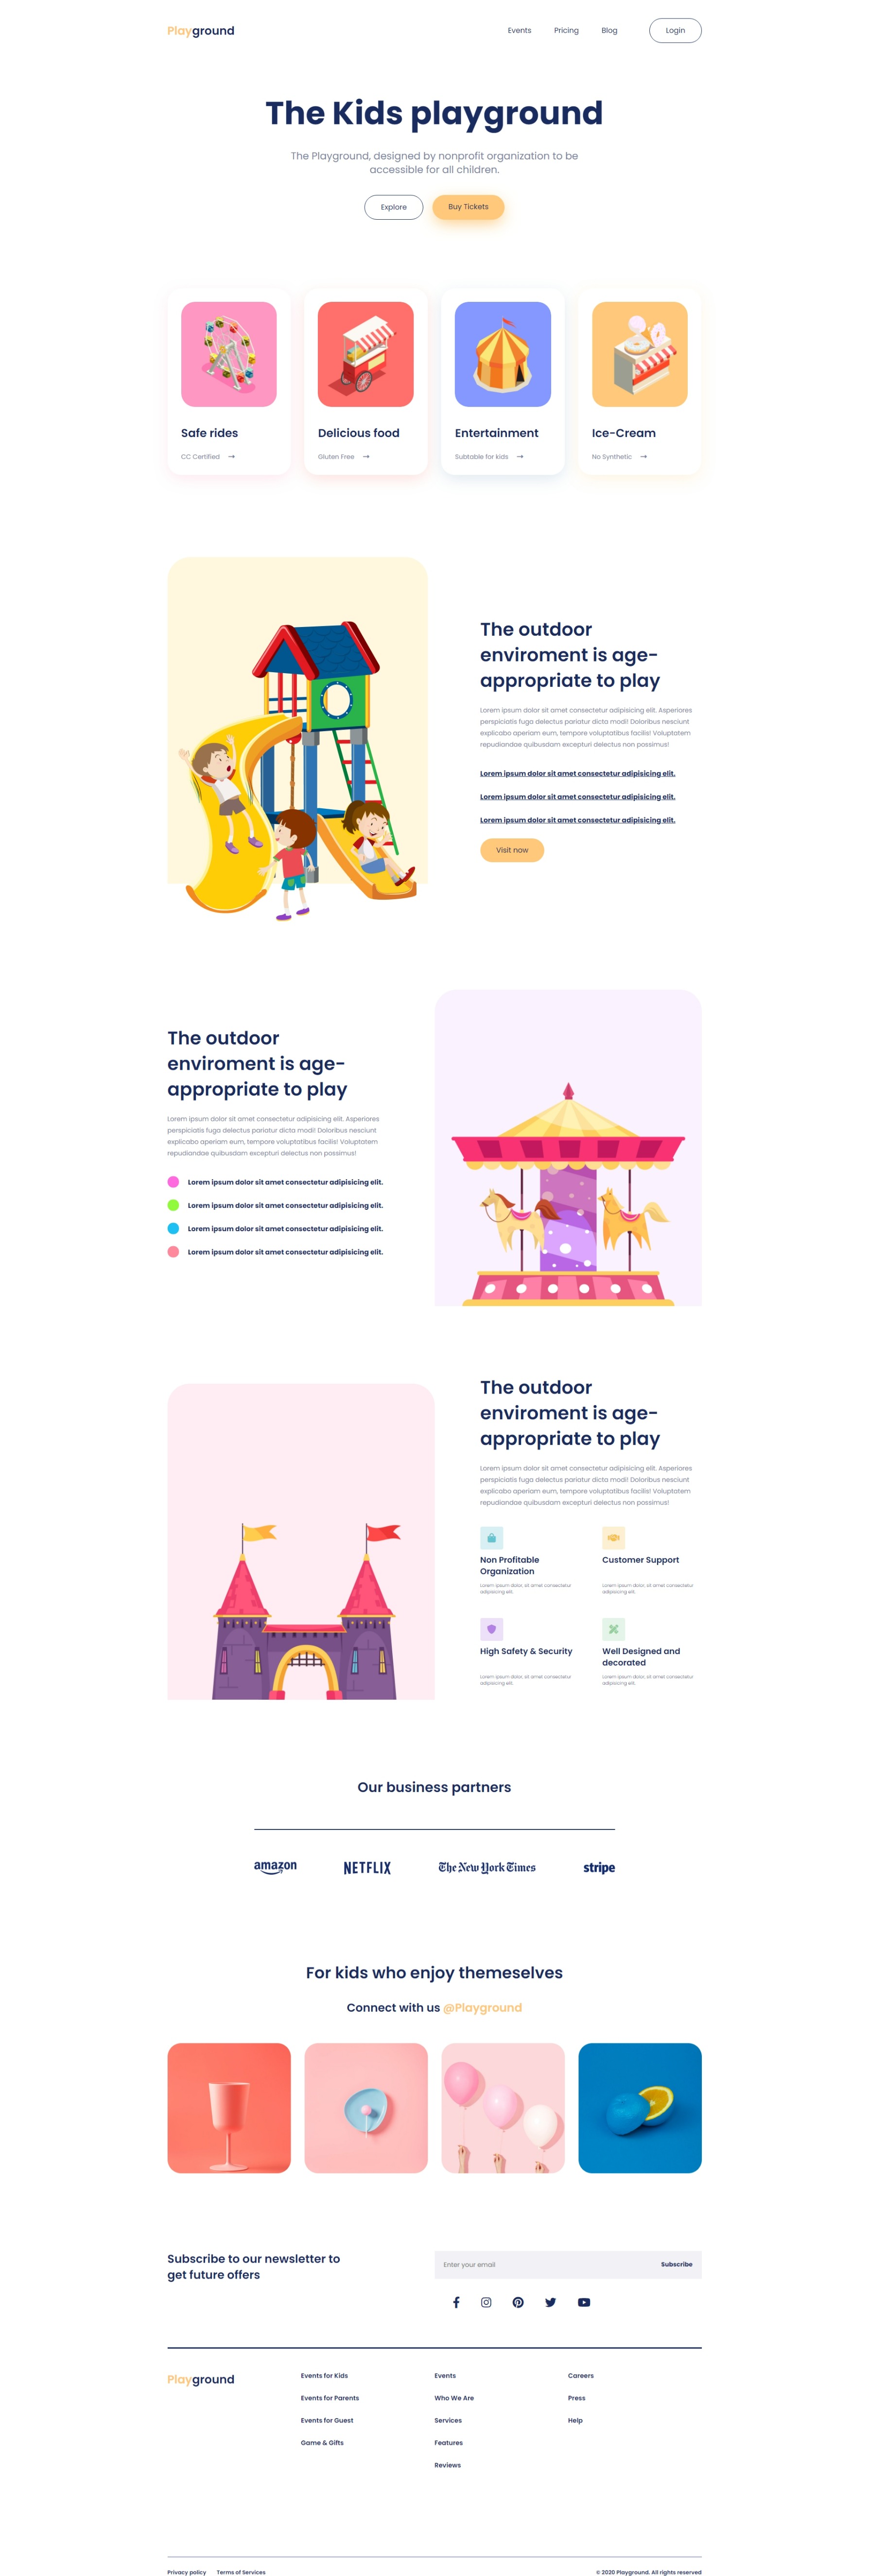 Playground
Events Pricing Blog Login
The Kids playground
The Playground, designed by nonprofit organization to be
accessible for all children.
Explore Buy Tickets
Safe rides
CC Certified →
Delicious food
Gluten Free →
Entertainment
Subtable for kids →
Ice-Cream
No Synthetic →
The outdoor
enviroment is age-
appropriate to play
Lorem ipsum dolor sit amet consectetur adipisicing elit. Asperiores
perspiciatis fuga delectus pariatur dicta modi! Doloribus nesciunt
explicabo aperiam eum, tempore voluptatibus facilis! Voluptatem
repudiandae quibusdam excepturi delectus non possimus!
Lorem ipsum dolor sit amet consectetur adipisicing elit.
Lorem ipsum dolor sit amet consectetur adipisicing elit.
Lorem ipsum dolor sit amet consectetur adipisicing elit.
Visit now
The outdoor
enviroment is age-
appropriate to play
Lorem ipsum dolor sit amet consectetur adipisicing elit. Asperiores
perspiciatis fuga delectus pariatur dicta modi! Doloribus nesciunt
explicabo aperiam eum, tempore voluptatibus facilis! Voluptatem
repudiandae quibusdam excepturi delectus non possimus!
Lorem ipsum dolor sit amet consectetur adipisicing elit.
Lorem ipsum dolor sit amet consectetur adipisicing elit.
Lorem ipsum dolor sit amet consectetur adipisicing elit.
Lorem ipsum dolor sit amet consectetur adipisicing elit.
The outdoor
enviroment is age-
appropriate to play
Lorem ipsum dolor sit amet consectetur adipisicing elit. Asperiores
perspiciatis fuga delectus pariatur dicta modi! Doloribus nesciunt
explicabo aperiam eum, tempore voluptatibus facilis! Voluptatem
repudiandae quibusdam excepturi delectus non possimus!
Non Profitable
Organization
Lorem ipsum dolor, sit amet consectetur
adipisicing elit.
Customer Support
Lorem ipsum dolor, sit amet consectetur
adipisicing elit.
High Safety & Security
Lorem ipsum dolor, sit amet consectetur
adipisicing elit.
Well Designed and
decorated
Lorem ipsum dolor, sit amet consectetur
adipisicing elit.
Our business partners
amazon NETFLIX The New York Times stripe
For kids who enjoy themeselves
Connect with us @Playground
Subscribe to our newsletter to
get future offers
Enter your email Subscribe
Playground
Events for Kids
Events for Parents
Events for Guest
Game & Gifts
Events
Who We Are
Services
Features
Reviews
Careers
Press
Help
Privacy policy Terms of Services
© 2020 Playground. All rights reserved